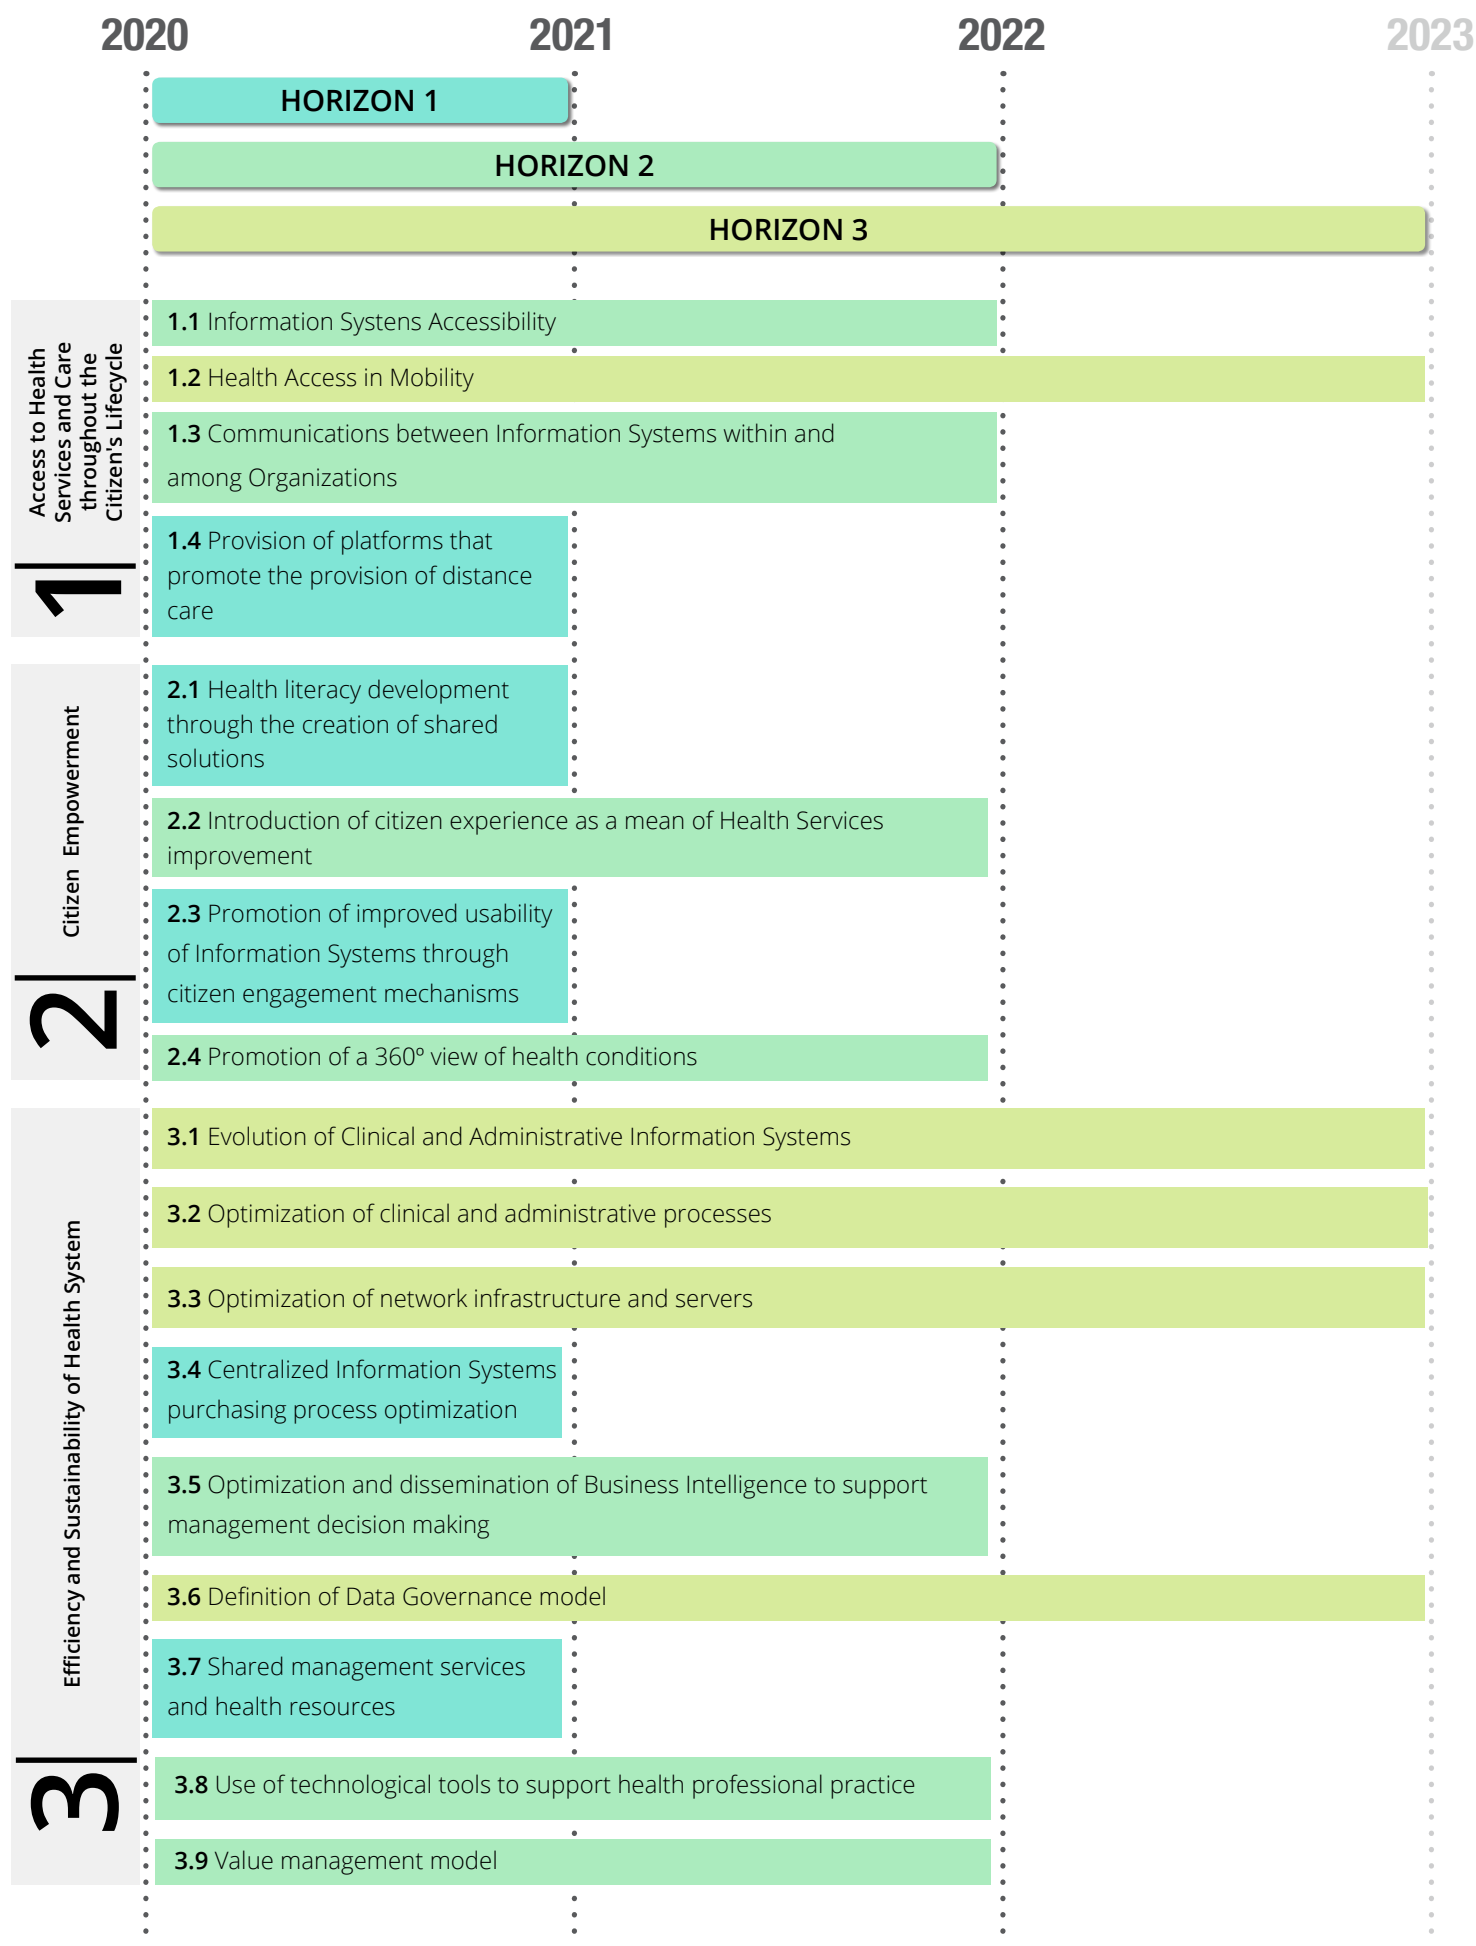 2020 2021 2022 2023
HORIZON 1
HORIZON 2
HORIZON 3
Access to Health
Services and Care
throughout the
Citizen's Lifecycle
1
1.1 Information Systens Accessibility
1.2 Health Access in Mobility
1.3 Communications between Information Systems within and
among Organizations
1.4 Provision of platforms that
promote the provision of distance
care
Citizen Empowerment
2
2.1 Health literacy development
through the creation of shared
solutions
2.2 Introduction of citizen experience as a mean of Health Services
improvement
2.3 Promotion of improved usability
of Information Systems through
citizen engagement mechanisms
2.4 Promotion of a 360º view of health conditions
Efficiency and Sustainability of Health System
3
3.1 Evolution of Clinical and Administrative Information Systems
3.2 Optimization of clinical and administrative processes
3.3 Optimization of network infrastructure and servers
3.4 Centralized Information Systems
purchasing process optimization
3.5 Optimization and dissemination of Business Intelligence to support
management decision making
3.6 Definition of Data Governance model
3.7 Shared management services
and health resources
3.8 Use of technological tools to support health professional practice
3.9 Value management model